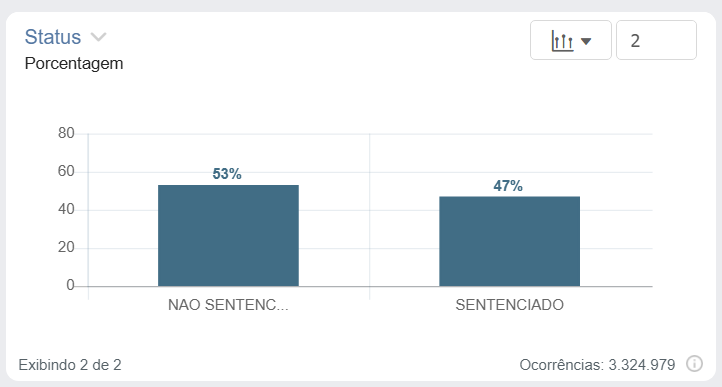 Status
Porcentagem
2
80
60
40
20
0
53%
47%
NAO SENTENC...
SENTENCIADO
Exibindo 2 de 2
Ocorrências: 3.324.979